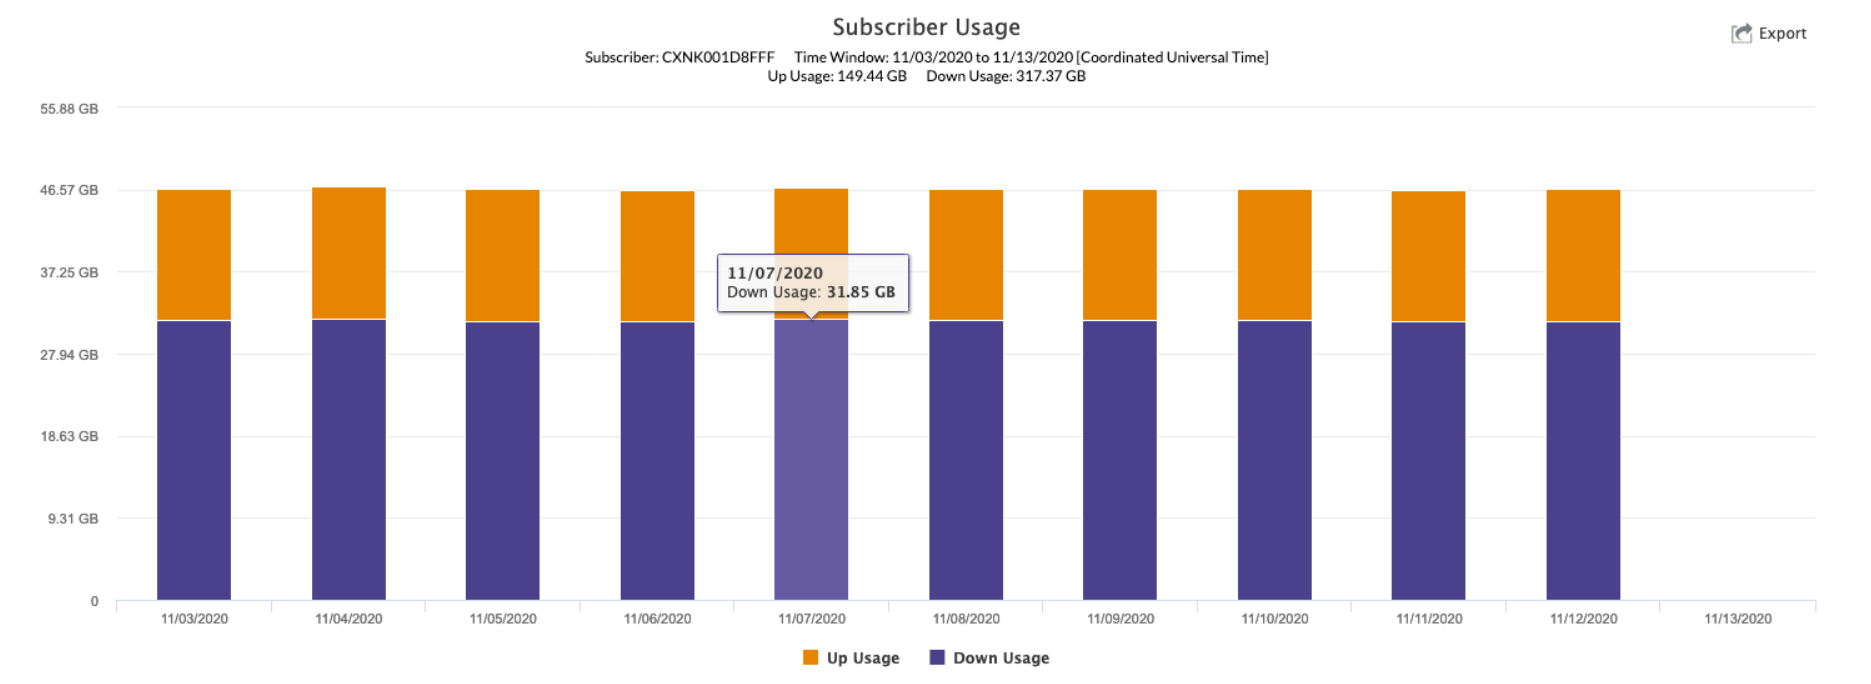 Subscriber Usage
Export
Subscriber: CXNK001D8FFF Time Window: 11/03/2020 to 11/13/2020 [Coordinated Universal Time]
Up Usage: 149.44 GB Down Usage: 317.37 GB
55.88 GB
46.57 GB
37.25 GB
27.94 GB
18.63 GB
9.31 GB
0
11/07/2020
Down Usage: 31.85 GB
11/03/2020 11/04/2020 11/05/2020 11/06/2020 11/07/2020 11/08/2020 11/09/2020 11/10/2020 11/11/2020 11/12/2020 11/13/2020
Up Usage Down Usage